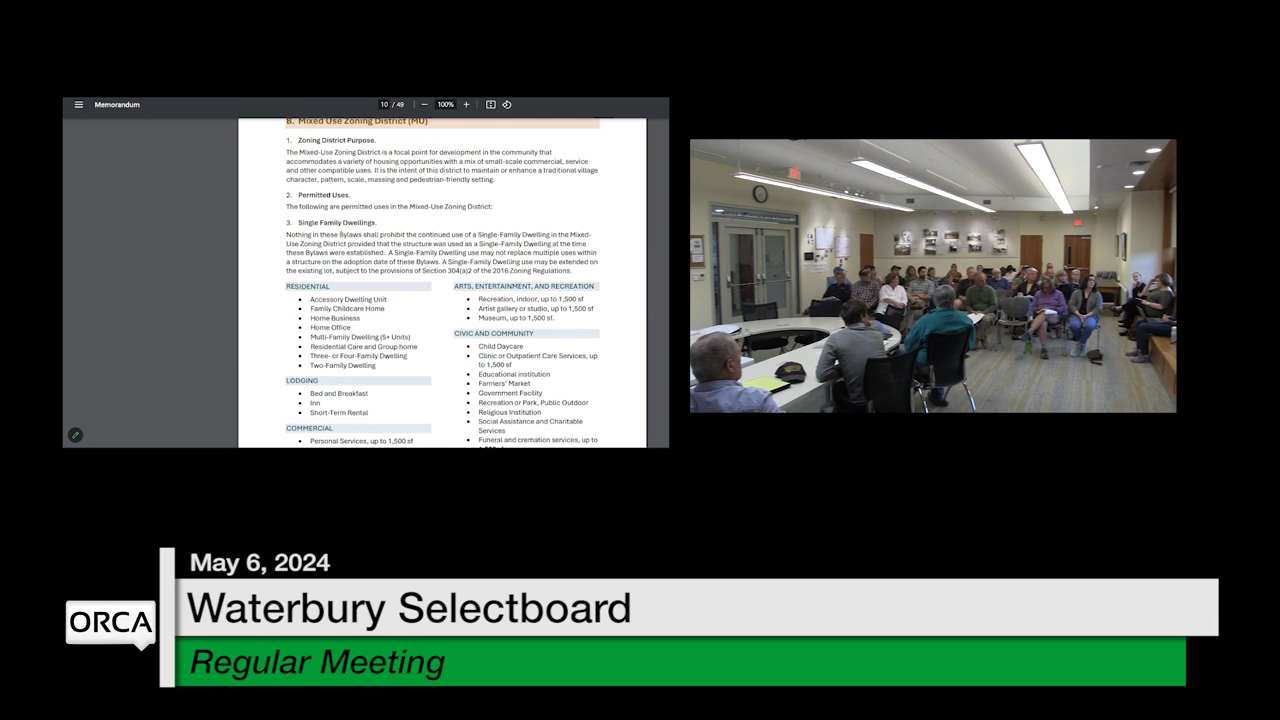 Memorandum
10 / 49
100%
B. Mixed Use Zoning District (MU)
1. Zoning District Purpose.
The Mixed-Use Zoning District is a focal point for development in the community that
accommodates a variety of housing opportunities with a mix of small-scale commercial, service
and other compatible uses. It is the intent of this district to maintain or enhance a traditional village
character, pattern, scale, massing and pedestrian-friendly setting.
2. Permitted Uses.
The following are permitted uses in the Mixed-Use Zoning District:
3. Single Family Dwellings.
Nothing in these Bylaws shall prohibit the continued use of a Single-Family Dwelling in the Mixed-
Use Zoning District provided that the structure was used as a Single-Family Dwelling at the time
these Bylaws were established. A Single-Family Dwelling use may not replace multiple uses within
a structure on the adoption date of these Bylaws. A Single-Family Dwelling use may be extended on
the existing lot, subject to the provisions of Section 304(a)2 of the 2016 Zoning Regulations.
RESIDENTIAL
• Accessory Dwelling Unit
• Family Childcare Home
• Home Business
• Home Office
• Multi-Family Dwelling (5+ Units)
• Residential Care and Group home
• Three- or Four-Family Dwelling
• Two-Family Dwelling
LODGING
• Bed and Breakfast
• Inn
• Short-Term Rental
COMMERCIAL
• Personal Services, up to 1,500 sf
ARTS, ENTERTAINMENT, AND RECREATION
• Recreation, indoor, up to 1,500 sf
• Artist gallery or studio, up to 1,500 sf
• Museum, up to 1,500 sf.
CIVIC AND COMMUNITY
• Child Daycare
• Clinic or Outpatient Care Services, up
to 1,500 sf
• Educational institution
• Farmers' Market
• Government Facility
• Recreation or Park, Public Outdoor
• Religious Institution
• Social Assistance and Charitable
Services
• Funeral and cremation services, up to
May 6, 2024
ORCA
Waterbury Selectboard
Regular Meeting